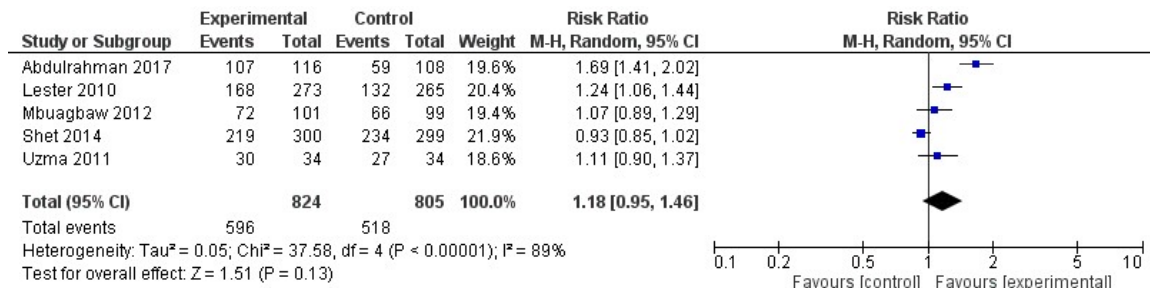 Experimental Control Risk Ratio Risk Ratio
Study or Subgroup Events Total Events Total Weight M-H, Random, 95% CI M-H, Random, 95% CI
Abdulrahman 2017 107 116 59 108 19.6% 1.69 [1.41, 2.02]
Lester 2010 168 273 132 265 20.4% 1.24 [1.06, 1.44]
Mbuagbaw 2012 72 101 66 99 19.4% 1.07 [0.89, 1.29]
Shet 2014 219 300 234 299 21.9% 0.93 [0.85, 1.02]
Uzma 2011 30 34 27 34 18.6% 1.11 [0.90, 1.37]
Total (95% CI) 824 805 100.0% 1.18 [0.95, 1.46]
Total events 596 518
Heterogeneity: Tau² = 0.05; Chi² = 37.58, df = 4 (P < 0.00001); I² = 89%
Test for overall effect: Z = 1.51 (P = 0.13)
0.1 0.2 0.5 1 2 5 10
Favours [control] Favours [experimental]